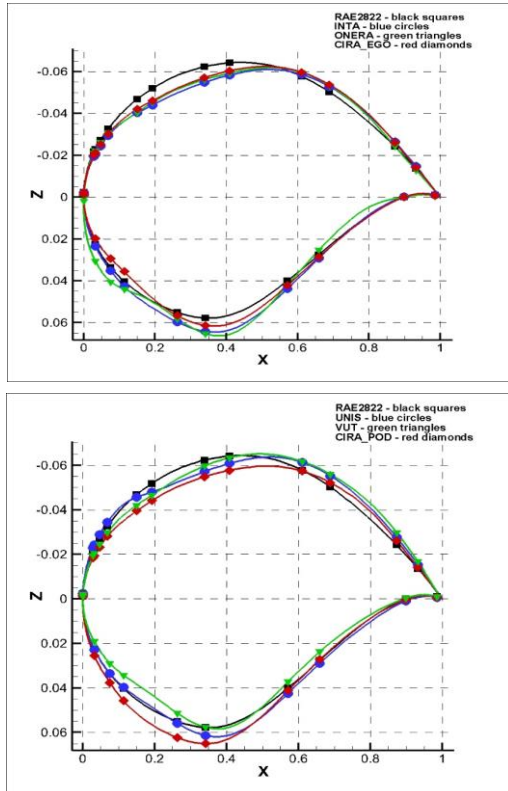 RAE2822 - black squares
INTA - blue circles
ONERA - green triangles
CIRA_EGO - red diamonds
-0.06
-0.04
-0.02
0
0.02
0.04
0.06
Z
0 0.2 0.4 0.6 0.8 1
X
RAE2822 - black squares
UNIS - blue circles
VUT - green triangles
CIRA_POD - red diamonds
-0.06
-0.04
-0.02
0
0.02
0.04
0.06
Z
0 0.2 0.4 0.6 0.8 1
X